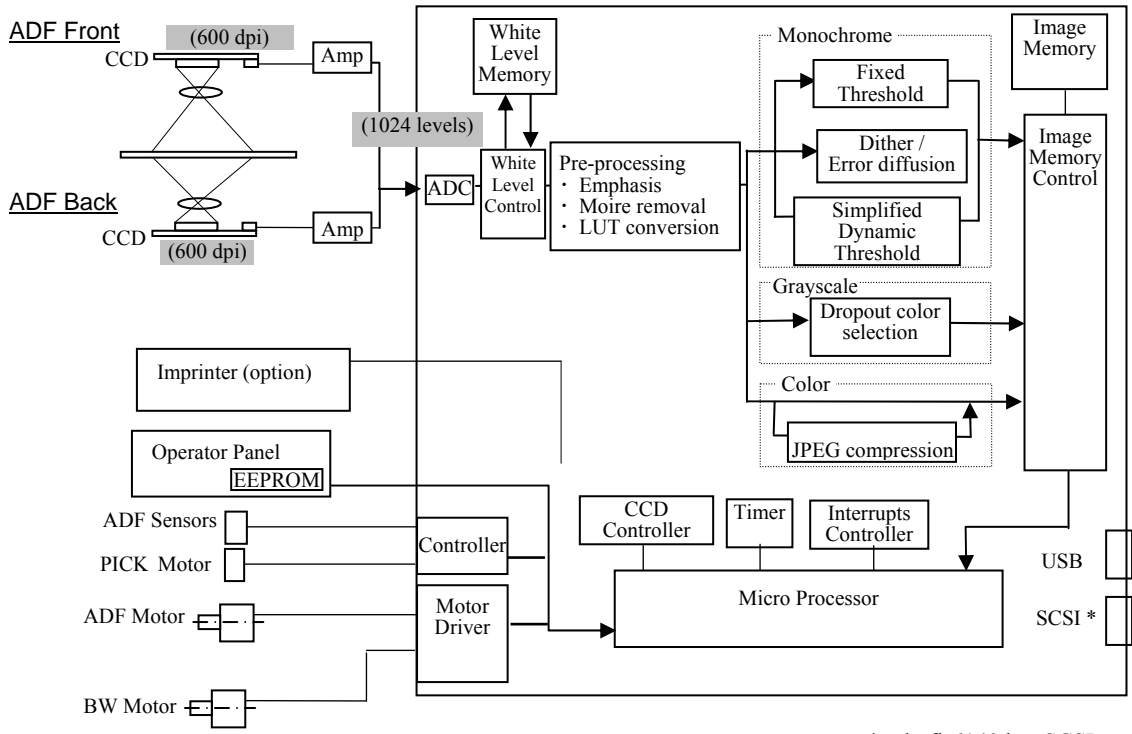 ADF Front
(600 dpi)
CCD
Amp
(1024 levels)
ADF Back
CCD
(600 dpi)
Amp
ADC
White
Level
Memory
White
Level
Control
Pre-processing
・ Emphasis
・ Moire removal
・ LUT conversion
Monochrome
Fixed
Threshold
Dither /
Error diffusion
Simplified
Dynamic
Threshold
Grayscale
Dropout color
selection
Color
JPEG compression
Image
Memory
Image
Memory
Control
Imprinter (option)
Operator Panel
EEPROM
ADF Sensors
PICK Motor
ADF Motor
BW Motor
Controller
Motor
Driver
CCD
Controller
Timer
Interrupts
Controller
Micro Processor
USB
SCSI *